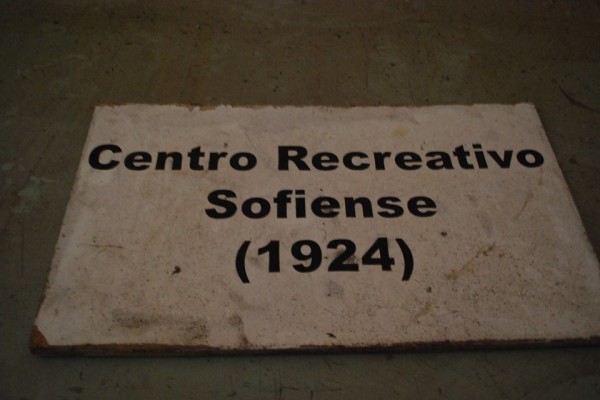 Centro Recreativo
Sofiense
(1924)